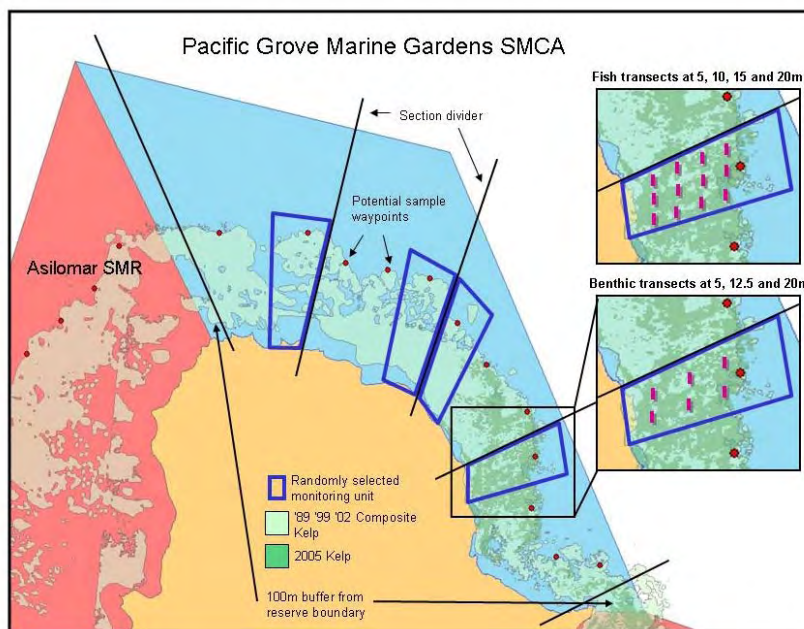 Pacific Grove Marine Gardens SMCA
Fish transects at 5, 10, 15 and 20m
Section divider
Potential sample
waypoints
Asilomar SMR
Benthic transects at 5, 12.5 and 20m
Randomly selected
monitoring unit
'89 '99 '02 Composite
Kelp
2005 Kelp
100m buffer from
reserve boundary